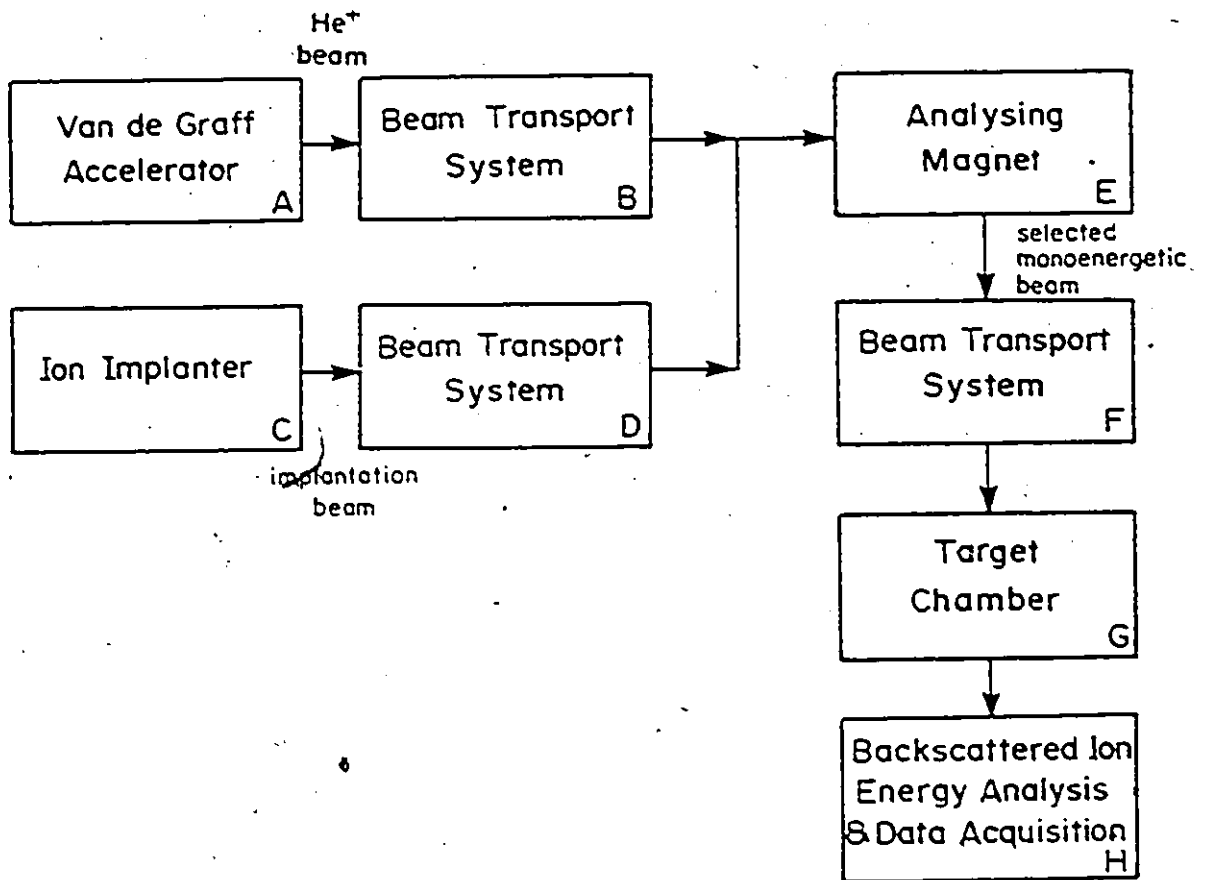 He+
beam
Van de Graff
Accelerator
A
Beam Transport
System
B
Analysing
Magnet
E
selected
monoenergetic
beam
Ion Implanter
C
implantation
beam
Beam Transport
System
D
Beam Transport
System
F
Target
Chamber
G
Backscattered Ion
Energy Analysis
& Data Acquisition
H